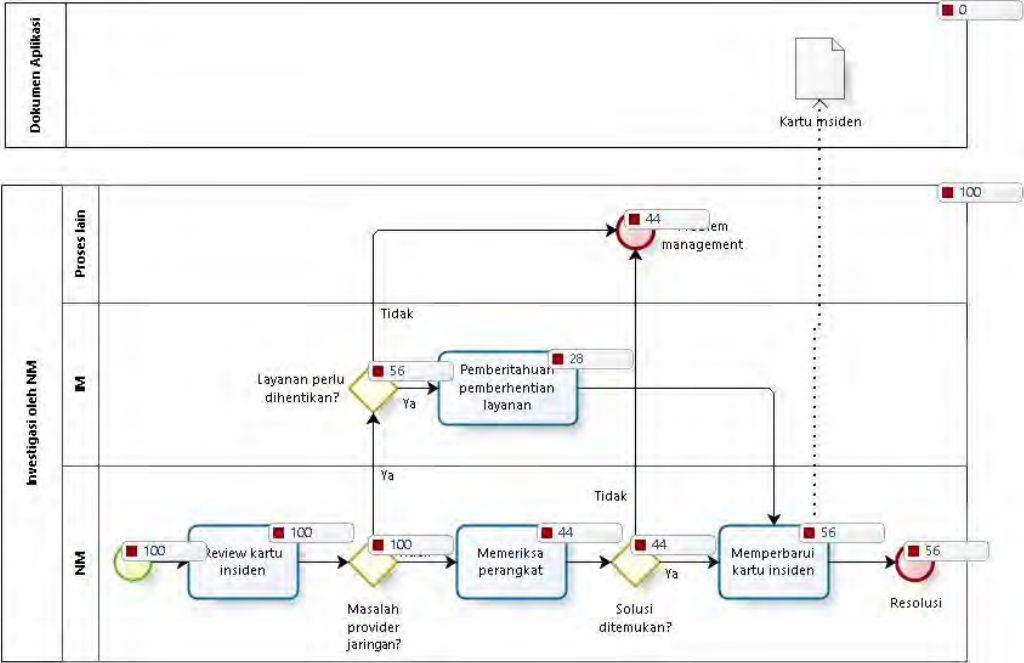 Dokumen Aplikasi
0
Kartu insiden
Investigasi oleh NM
100
Proses lain
44
Problem
management
Tidak
IM
Layanan perlu
dihentikan?
56
Ya
28
Pemberitahuan
pemberhentian
layanan
Ya
Tidak
NM
100
100
Review kartu
insiden
100
Masalah
provider
jaringan?
44
Memeriksa
perangkat
44
Ya
Solusi
ditemukan?
56
Memperbarui
kartu insiden
56
Resolusi